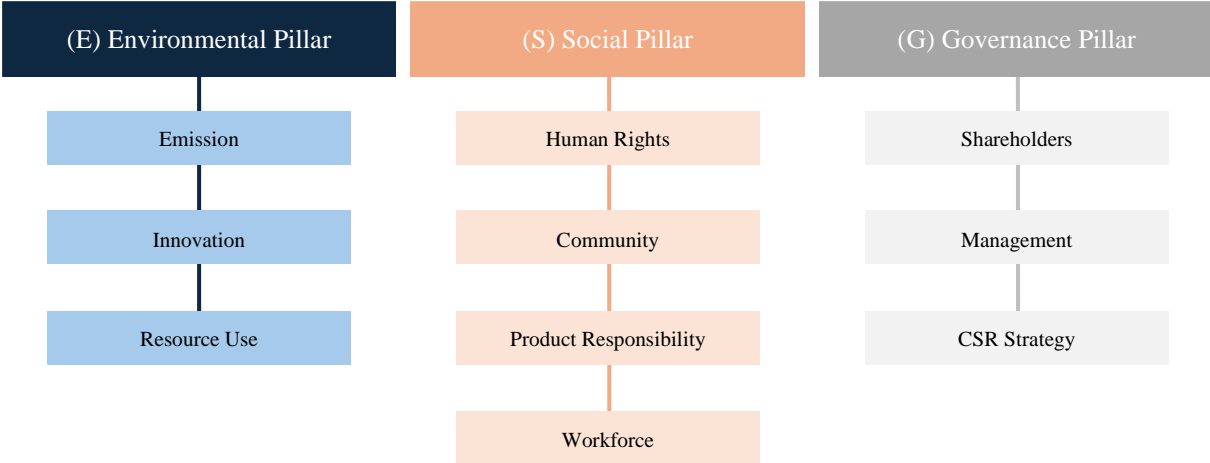 (E) Environmental Pillar
Emission
Innovation
Resource Use
(S) Social Pillar
Human Rights
Community
Product Responsibility
Workforce
(G) Governance Pillar
Shareholders
Management
CSR Strategy